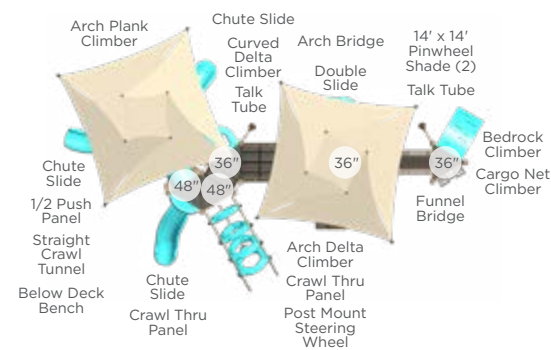 Arch Plank
Climber
Chute Slide
Curved
Delta
Climber
Talk
Tube
Arch Bridge
Double
Slide
14' x 14'
Pinwheel
Shade (2)
Talk Tube
Bedrock
Climber
Cargo Net
Climber
Funnel
Bridge
36"
36"
36"
48"
48"
Chute
Slide
1/2 Push
Panel
Straight
Crawl
Tunnel
Below Deck
Bench
Chute
Slide
Crawl Thru
Panel
Arch Delta
Climber
Crawl Thru
Panel
Post Mount
Steering
Wheel